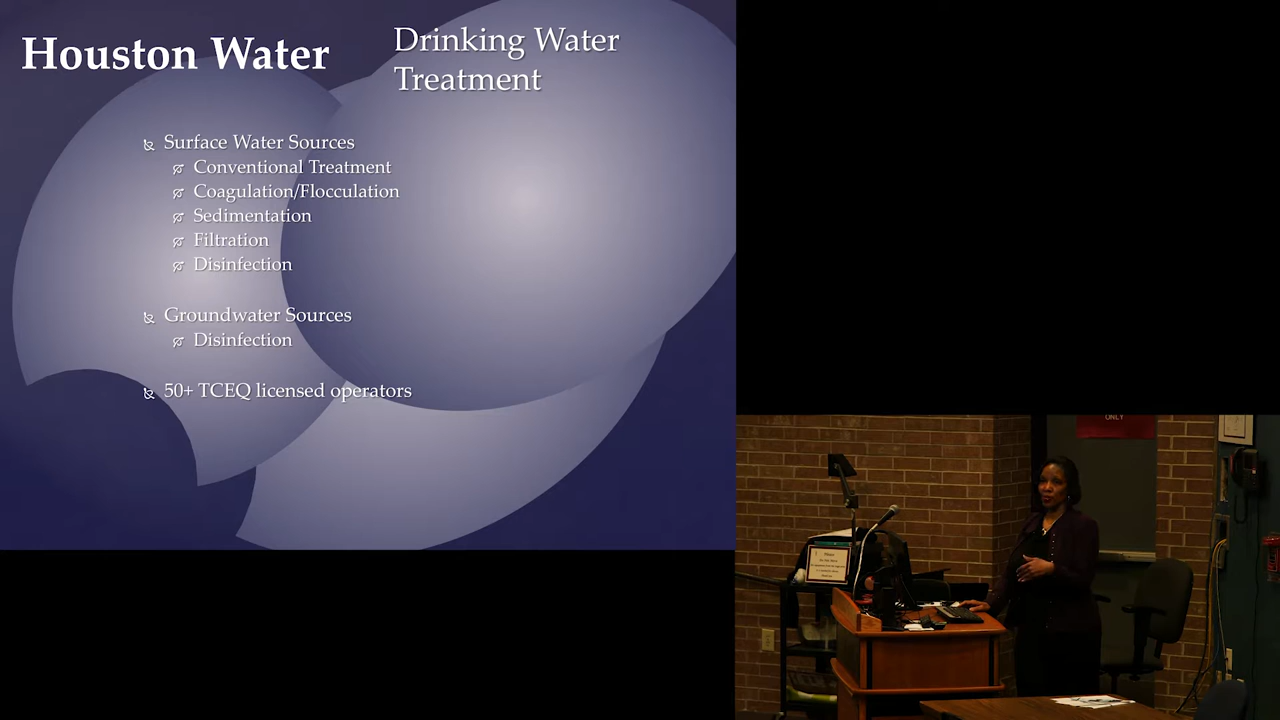 Houston Water
Drinking Water
Treatment
Surface Water Sources
Conventional Treatment
Coagulation/Flocculation
Sedimentation
Filtration
Disinfection
Groundwater Sources
Disinfection
50+ TCEQ licensed operators
ONLY